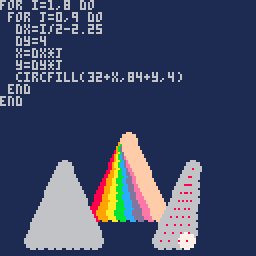 FOR I=1,8 DO
FOR J=0,9 DO
DX=I/2-2.25
DY=4
X=DX*J
Y=DY*J
CIRCFILL(32+X,84+Y,4)
END
END